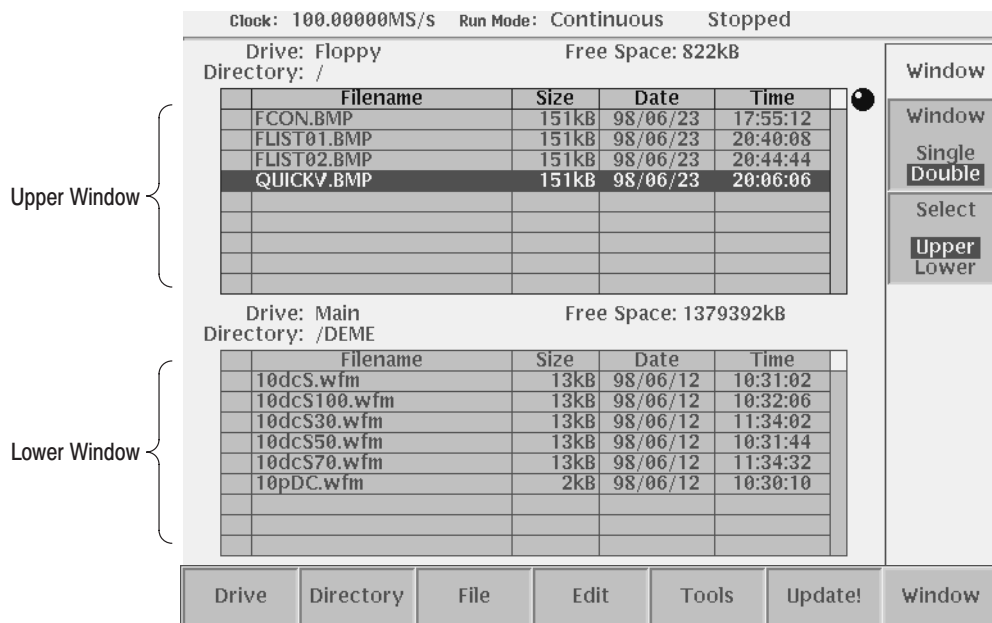 Clock: 100.00000MS/s Run Mode: Continuous Stopped
Drive: Floppy Free Space: 822kB
Directory: /
Filename Size Date Time
FCON.BMP 151kB 98/06/23 17:55:12
FLIST01.BMP 151kB 98/06/23 20:40:08
FLIST02.BMP 151kB 98/06/23 20:44:44
QUICKV.BMP 151kB 98/06/23 20:06:06
Upper Window
Drive: Main Free Space: 1379392kB
Directory: /DEME
Filename Size Date Time
10dcS.wfm 13kB 98/06/12 10:31:02
10dcS100.wfm 13kB 98/06/12 10:32:06
10dcS30.wfm 13kB 98/06/12 11:34:02
10dcS50.wfm 13kB 98/06/12 10:31:44
10dcS70.wfm 13kB 98/06/12 11:34:32
10pDC.wfm 2kB 98/06/12 10:30:10
Lower Window
Window
Window
Single
Double
Select
Upper
Lower
Drive Directory File Edit Tools Update! Window